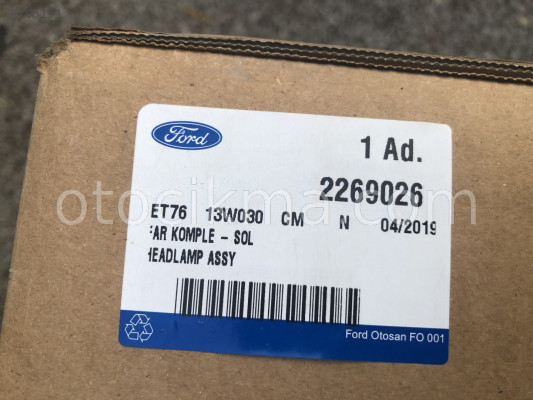 Ford
1 Ad.
2269026
ET76 13W030 CM N 04/2019
FAR KOMPLE - SOL
HEADLAMP ASSY
Ford Otosan FO 001
otocikma.com